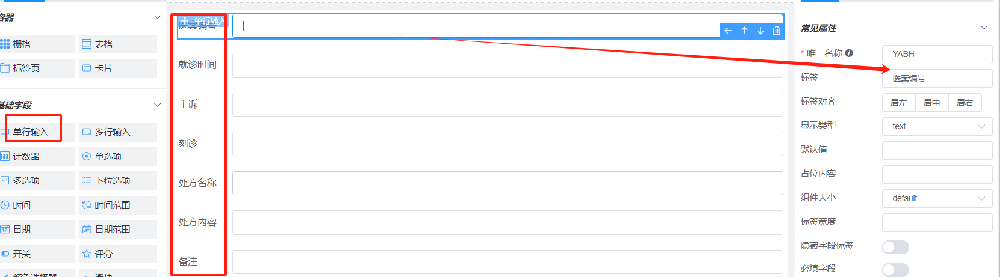 容器
栅格
表格
标签页
卡片
基础字段
单行输入
多行输入
计数器
单选项
多选项
下拉选项
时间
时间范围
日期
日期范围
开关
评分
颜色选择器
滑块
单行输入
医案编号
就诊时间
主诉
刻诊
处方名称
处方内容
备注
常见属性
* 唯一名称
YABH
标签
医案编号
标签对齐
居左 居中 居右
显示类型
text
默认值
占位内容
组件大小
default
标签宽度
隐藏字段标签
必填字段